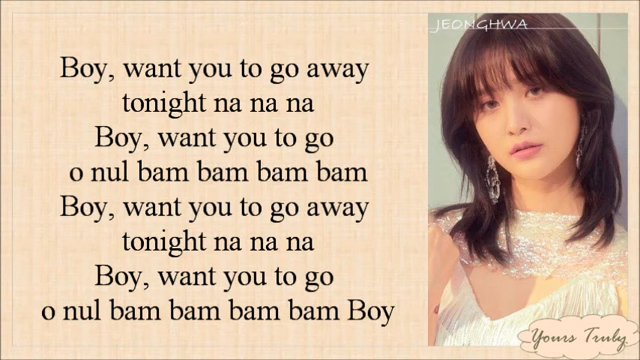 Boy, want you to go away
tonight na na na
Boy, want you to go
o nul bam bam bam bam
Boy, want you to go away
tonight na na na
Boy, want you to go
o nul bam bam bam bam Boy
JEONGHWA
Yours Truly